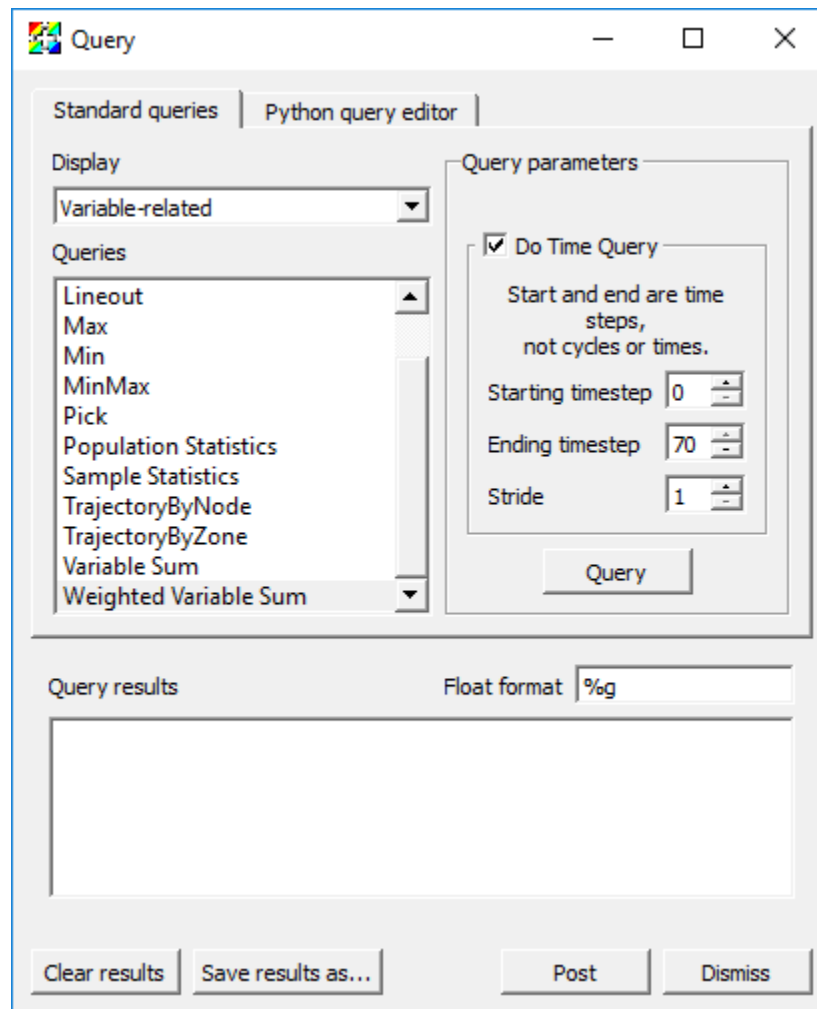 Query
Standard queries
Python query editor
Display
Variable-related
Queries
Lineout
Max
Min
MinMax
Pick
Population Statistics
Sample Statistics
TrajectoryByNode
TrajectoryByZone
Variable Sum
Weighted Variable Sum
Query parameters
Do Time Query
Start and end are time
steps,
not cycles or times.
Starting timestep 0
Ending timestep 70
Stride 1
Query
Query results
Float format %g
Clear results
Save results as...
Post
Dismiss